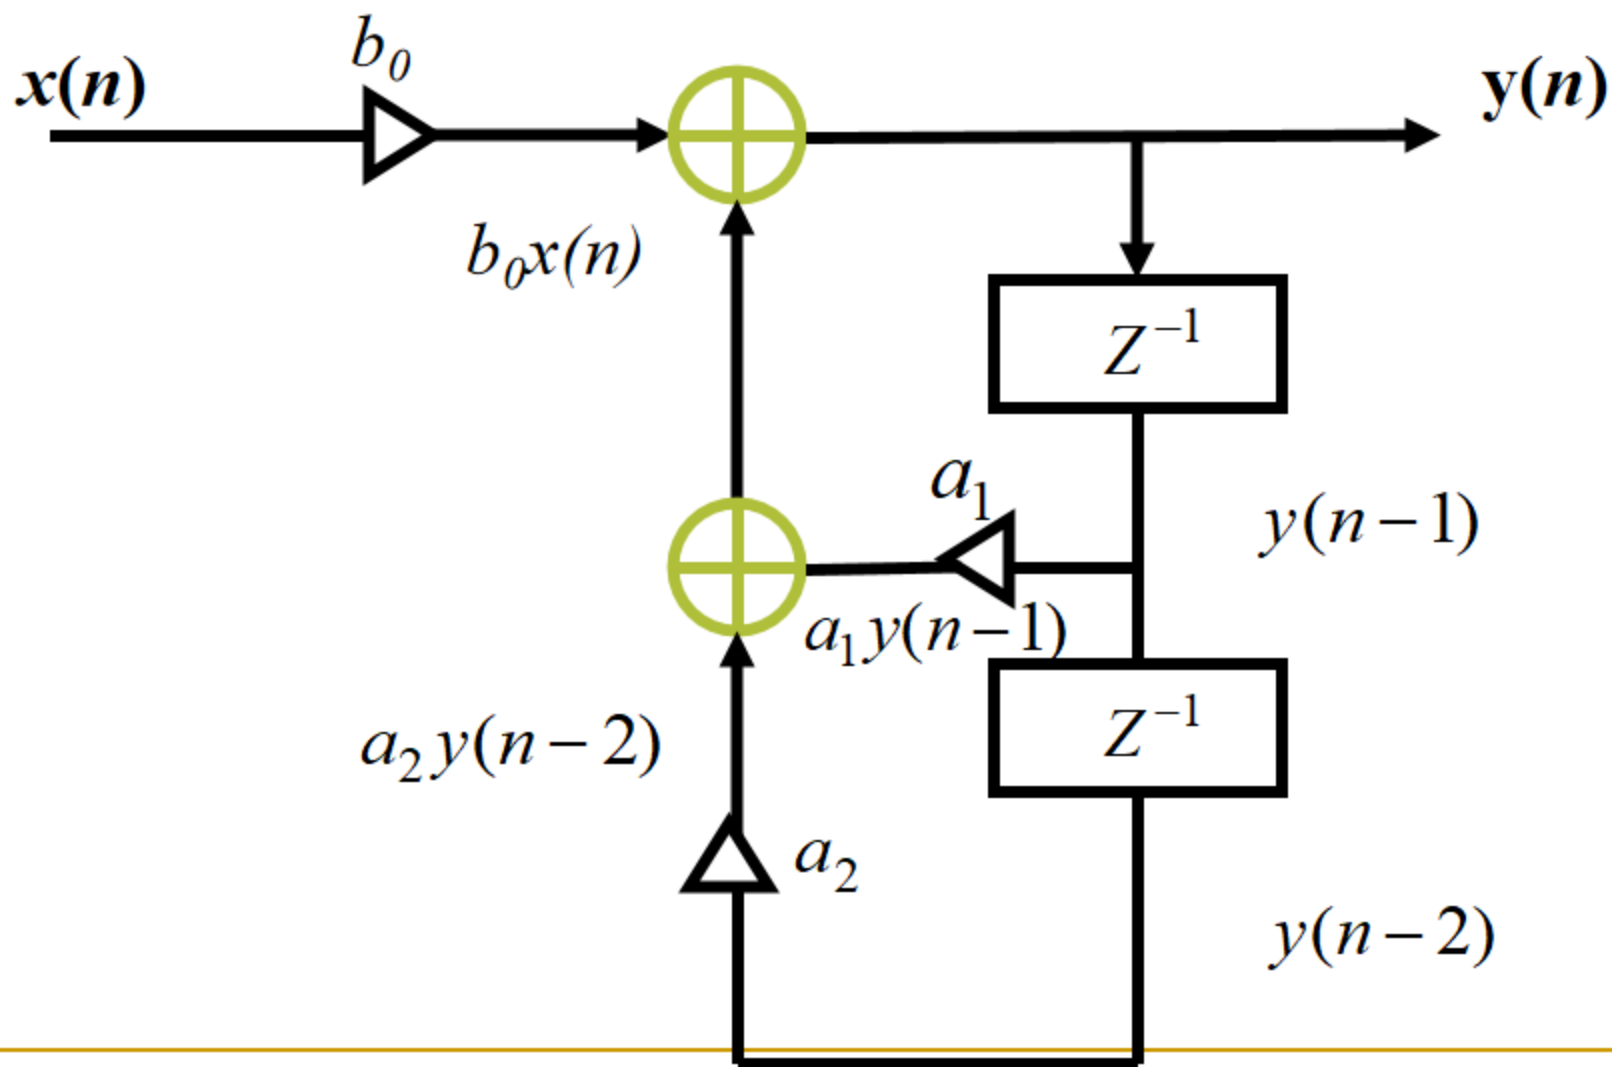 b₀
x(n)
y(n)
b₀x(n)
Z⁻¹
a₁
y(n−1)
a₁y(n−1)
Z⁻¹
a₂y(n−2)
a₂
y(n−2)